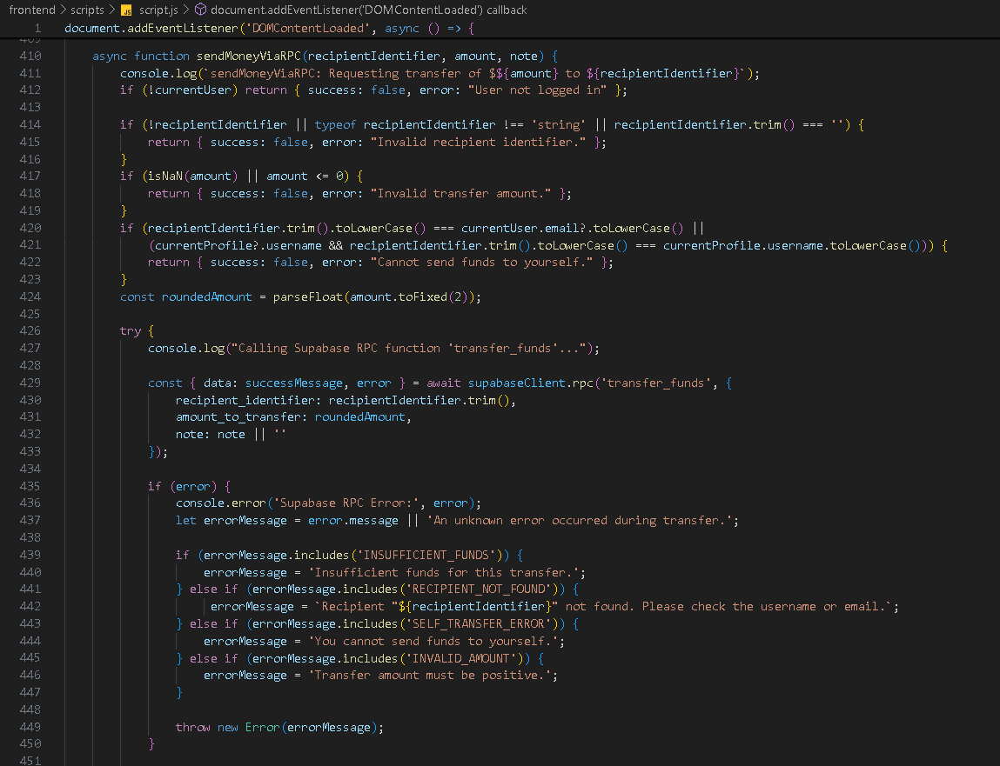 frontend > scripts > JS script.js > document.addEventListener('DOMContentLoaded') callback
1 document.addEventListener('DOMContentLoaded', async () => {
409
410 async function sendMoneyViaRPC(recipientIdentifier, amount, note) {
411 console.log(`sendMoneyViaRPC: Requesting transfer of $${amount} to ${recipientIdentifier}`);
412 if (!currentUser) return { success: false, error: "User not logged in" };
413
414 if (!recipientIdentifier || typeof recipientIdentifier !== 'string' || recipientIdentifier.trim() === '') {
415 return { success: false, error: "Invalid recipient identifier." };
416 }
417 if (isNaN(amount) || amount <= 0) {
418 return { success: false, error: "Invalid transfer amount." };
419 }
420 if (recipientIdentifier.trim().toLowerCase() === currentUser.email?.toLowerCase() ||
421 (currentProfile?.username && recipientIdentifier.trim().toLowerCase() === currentProfile.username.toLowerCase())) {
422 return { success: false, error: "Cannot send funds to yourself." };
423 }
424 const roundedAmount = parseFloat(amount.toFixed(2));
425
426 try {
427 console.log("Calling Supabase RPC function 'transfer_funds'...");
428
429 const { data: successMessage, error } = await supabaseClient.rpc('transfer_funds', {
430 recipient_identifier: recipientIdentifier.trim(),
431 amount_to_transfer: roundedAmount,
432 note: note || ''
433 });
434
435 if (error) {
436 console.error('Supabase RPC Error:', error);
437 let errorMessage = error.message || 'An unknown error occurred during transfer.';
438
439 if (errorMessage.includes('INSUFFICIENT_FUNDS')) {
440 errorMessage = 'Insufficient funds for this transfer.';
441 } else if (errorMessage.includes('RECIPIENT_NOT_FOUND')) {
442 errorMessage = `Recipient "${recipientIdentifier}" not found. Please check the username or email.`;
443 } else if (errorMessage.includes('SELF_TRANSFER_ERROR')) {
444 errorMessage = 'You cannot send funds to yourself.';
445 } else if (errorMessage.includes('INVALID_AMOUNT')) {
446 errorMessage = 'Transfer amount must be positive.';
447 }
448
449 throw new Error(errorMessage);
450 }
451